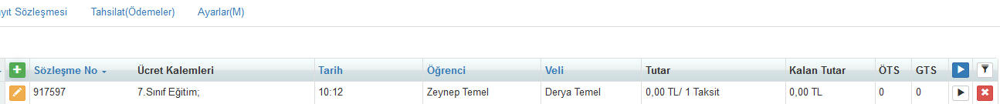 yıt Sözleşmesi Tahsilat(Ödemeler) Ayarlar(M)
Sözleşme No Ücret Kalemleri Tarih Öğrenci Veli Tutar Kalan Tutar ÖTS GTS
917597 7.Sınıf Eğitim; 10:12 Zeynep Temel Derya Temel 0,00 TL/ 1 Taksit 0,00 TL 0 0